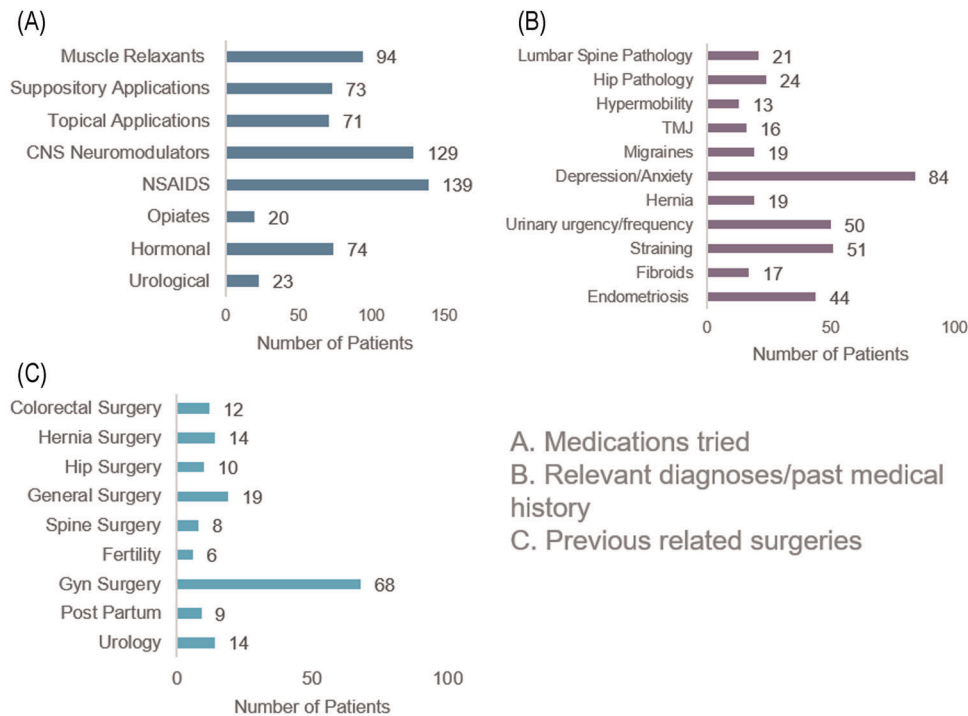 (A)
Muscle Relaxants 94
Suppository Applications 73
Topical Applications 71
CNS Neuromodulators 129
NSAIDS 139
Opiates 20
Hormonal 74
Urological 23
0 50 100 150
Number of Patients
(B)
Lumbar Spine Pathology 21
Hip Pathology 24
Hypermobility 13
TMJ 16
Migraines 19
Depression/Anxiety 84
Hernia 19
Urinary urgency/frequency 50
Straining 51
Fibroids 17
Endometriosis 44
0 50 100
Number of Patients
(C)
Colorectal Surgery 12
Hernia Surgery 14
Hip Surgery 10
General Surgery 19
Spine Surgery 8
Fertility 6
Gyn Surgery 68
Post Partum 9
Urology 14
0 50 100
Number of Patients
A. Medications tried
B. Relevant diagnoses/past medical
history
C. Previous related surgeries